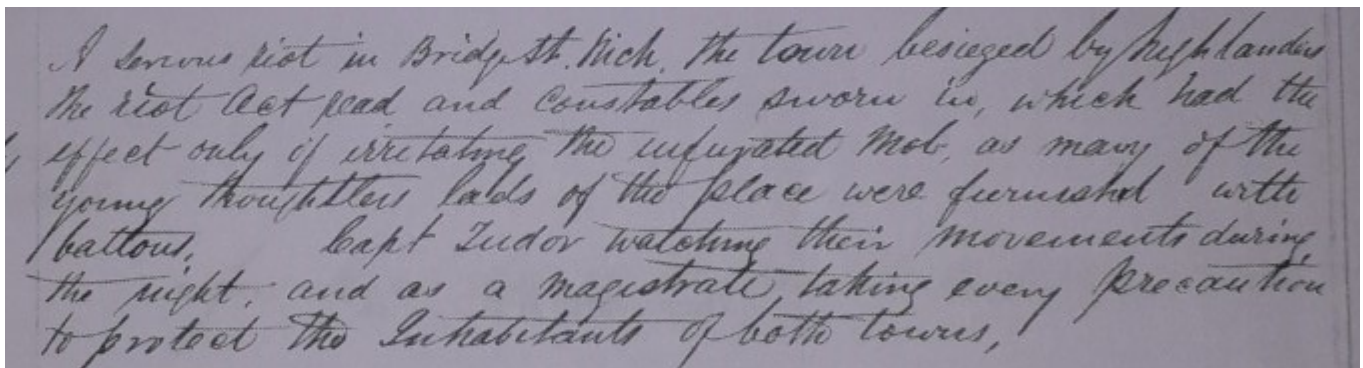 A serious riot in Bridge St. Rich. the town besieged by highlanders
the riot Act read and constables sworn in, which had the
effect only of irretating the infurated Mob, as many of the
young thoughtless lads of the place were furnished with
battons, Capt Tudor watching their movements during
the night, and as a magistrate, taking every precaution
to protect the Inhabitants of both towns,